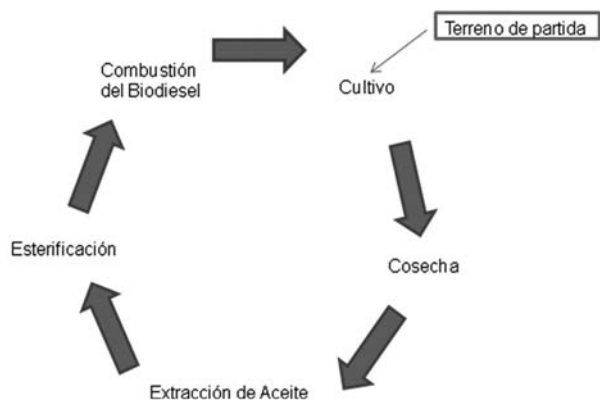 Terreno de partida
Combustión
del Biodiesel
Cultivo
Esterificación
Cosecha
Extracción de Aceite